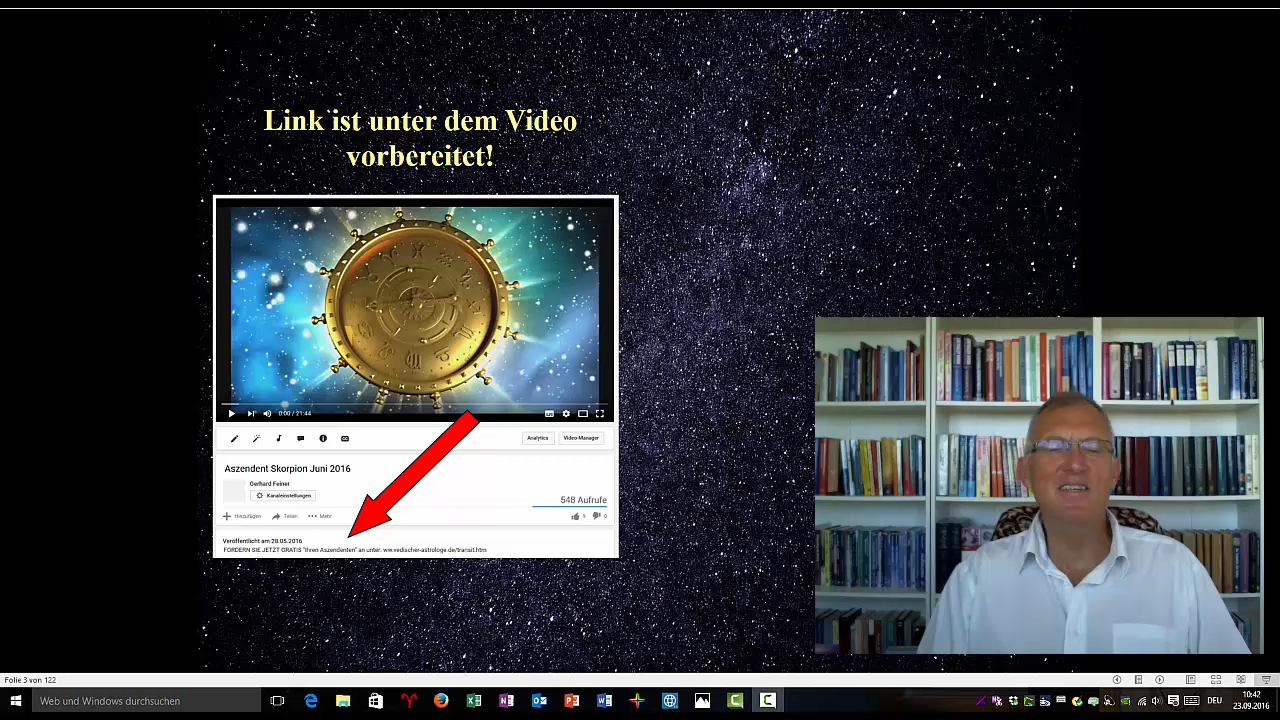 Link ist unter dem Video
vorbereitet!
0:00 / 21:44
Analytics
Video-Manager
Aszendent Skorpion Juni 2016
Gerhard Feiner
Kanaleinstellungen
548 Aufrufe
Hinzufügen
Teilen
Mehr
9
0
Veröffentlicht am 28.05.2016
FORDERN SIE JETZT GRATIS "Ihren Aszendenten" an unter: ww.vedischer-astrologe.de/transit.htm
Folie 3 von 122
Web und Windows durchsuchen
DEU
10:42
23.09.2016